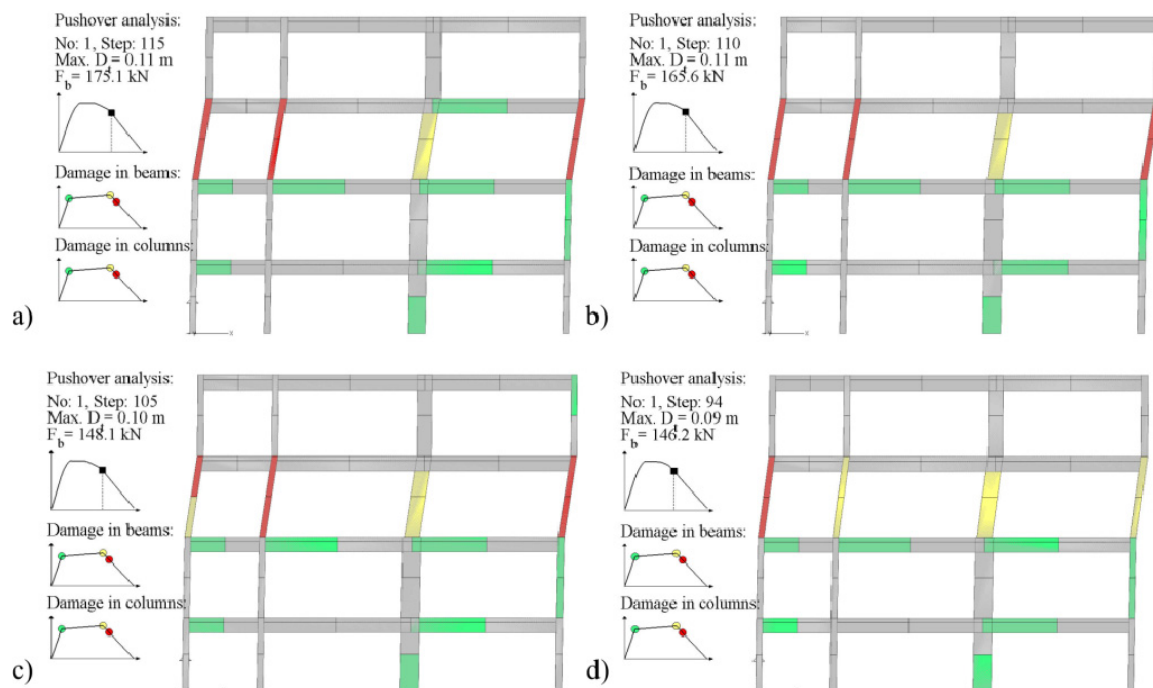 Pushover analysis:
No: 1, Step: 115
Max. Dt = 0.11 m
Fb = 175.1 kN
Damage in beams:
Damage in columns:
a)
x
Pushover analysis:
No: 1, Step: 110
Max. Dt = 0.11 m
Fb = 165.6 kN
Damage in beams:
Damage in columns:
b)
Pushover analysis:
No: 1, Step: 105
Max. Dt = 0.10 m
Fb = 148.1 kN
Damage in beams:
Damage in columns:
c)
Pushover analysis:
No: 1, Step: 94
Max. Dt = 0.09 m
Fb = 146.2 kN
Damage in beams:
Damage in columns:
d)